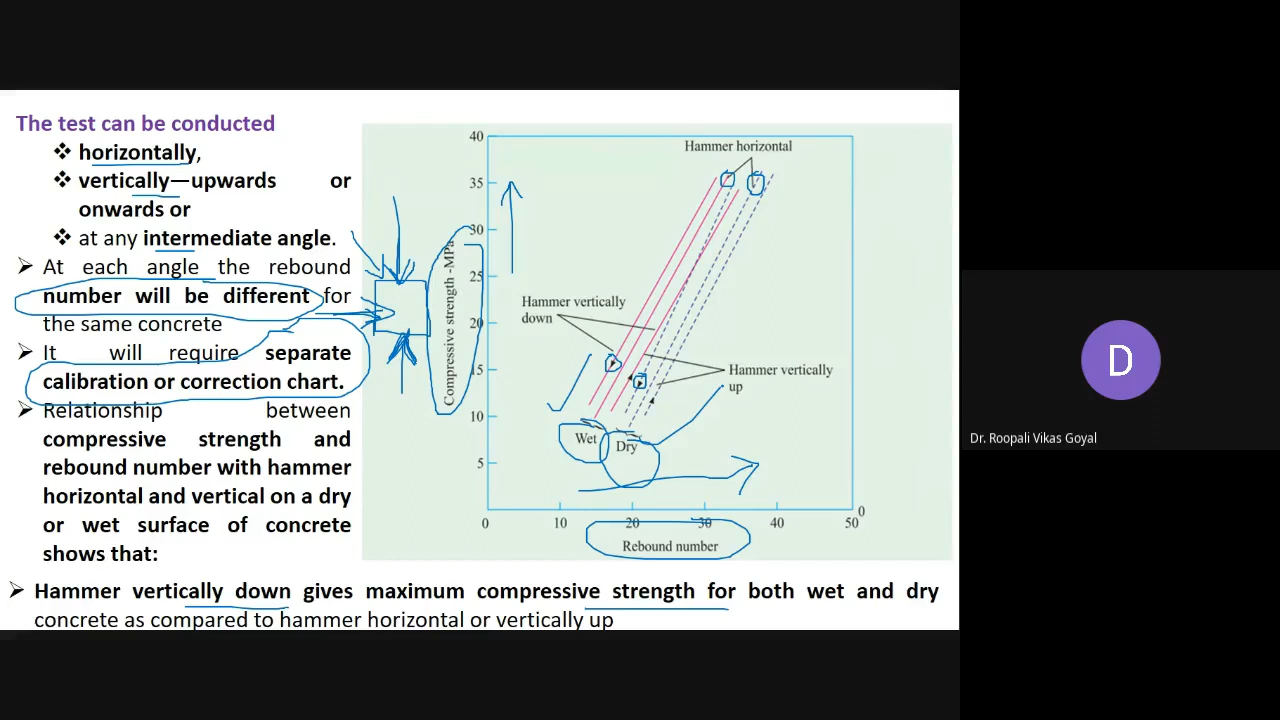 The test can be conducted
❖ horizontally,
❖ vertically—upwards or
onwards or
❖ at any intermediate angle.
➢ At each angle the rebound
number will be different for
the same concrete
➢ It will require separate
calibration or correction chart.
➢ Relationship between
compressive strength and
rebound number with hammer
horizontal and vertical on a dry
or wet surface of concrete
shows that:
➢ Hammer vertically down gives maximum compressive strength for both wet and dry
concrete as compared to hammer horizontal or vertically up
Compressive strength -MPa
40
35
30
25
20
15
10
5
0
10
20
30
40
50
0
Rebound number
Hammer horizontal
Hammer vertically
down
Hammer vertically
up
Wet
Dry
D
Dr. Roopali Vikas Goyal